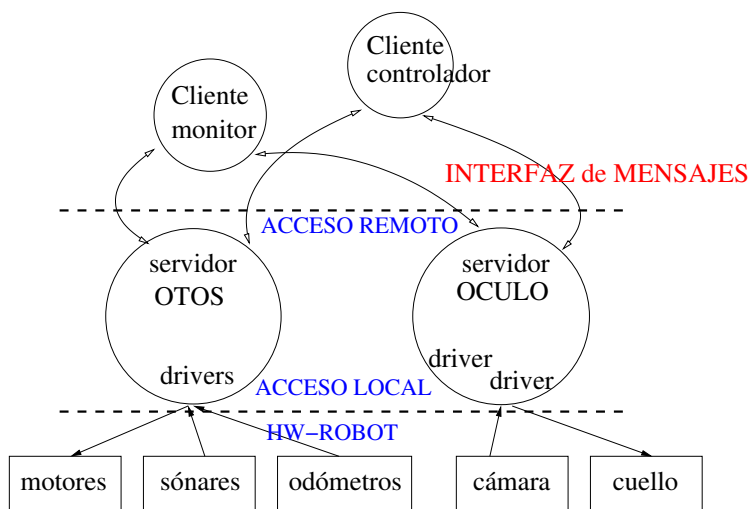 Cliente
controlador
Cliente
monitor
INTERFAZ de MENSAJES
ACCESO REMOTO
servidor
OTOS
servidor
OCULO
drivers
driver
driver
ACCESO LOCAL
HW−ROBOT
motores
sónares
odómetros
cámara
cuello